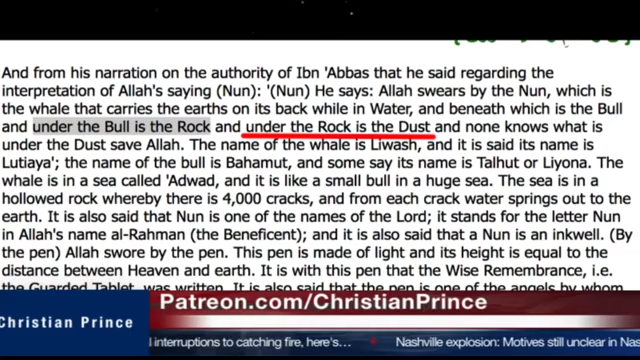 And from his narration on the authority of Ibn 'Abbas that he said regarding the
interpretation of Allah's saying (Nun): '(Nun) He says: Allah swears by the Nun, which is
the whale that carries the earths on its back while in Water, and beneath which is the Bull
and under the Bull is the Rock and under the Rock is the Dust and none knows what is
under the Dust save Allah. The name of the whale is Liwash, and it is said its name is
Lutiaya'; the name of the bull is Bahamut, and some say its name is Talhut or Liyona. The
whale is in a sea called 'Adwad, and it is like a small bull in a huge sea. The sea is in a
hollowed rock whereby there is 4,000 cracks, and from each crack water springs out to the
earth. It is also said that Nun is one of the names of the Lord; it stands for the letter Nun
in Allah's name al-Rahman (the Beneficent); and it is also said that a Nun is an inkwell. (By
the pen) Allah swore by the pen. This pen is made of light and its height is equal to the
distance between Heaven and earth. It is with this pen that the Wise Remembrance, i.e.
the Guarded Tablet, was written. It is also said that the pen is one of the angels by whom
Patreon.com/ChristianPrince
Christian Prince
interruptions to catching fire, here's...
Nashville explosion: Motives still unclear in Nas